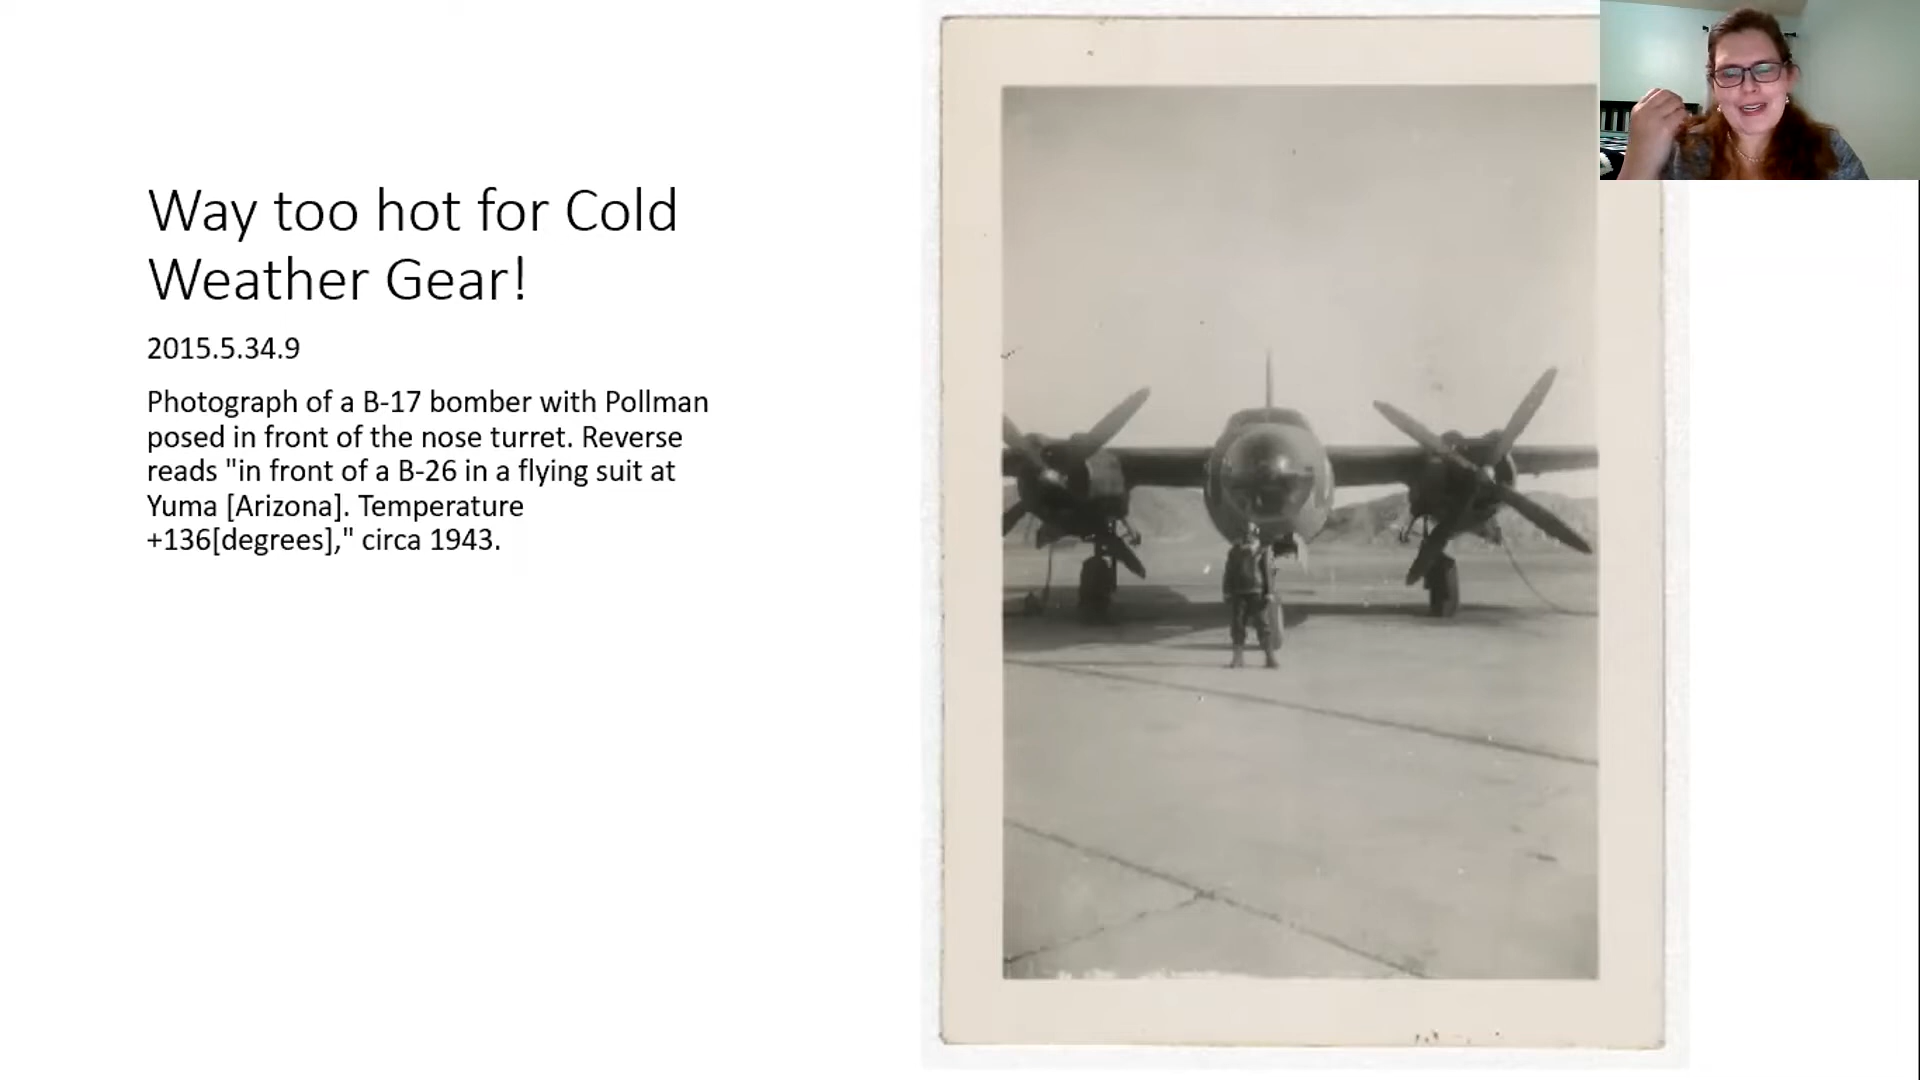 Way too hot for Cold
Weather Gear!
2015.5.34.9
Photograph of a B-17 bomber with Pollman
posed in front of the nose turret. Reverse
reads "in front of a B-26 in a flying suit at
Yuma [Arizona]. Temperature
+136[degrees]," circa 1943.